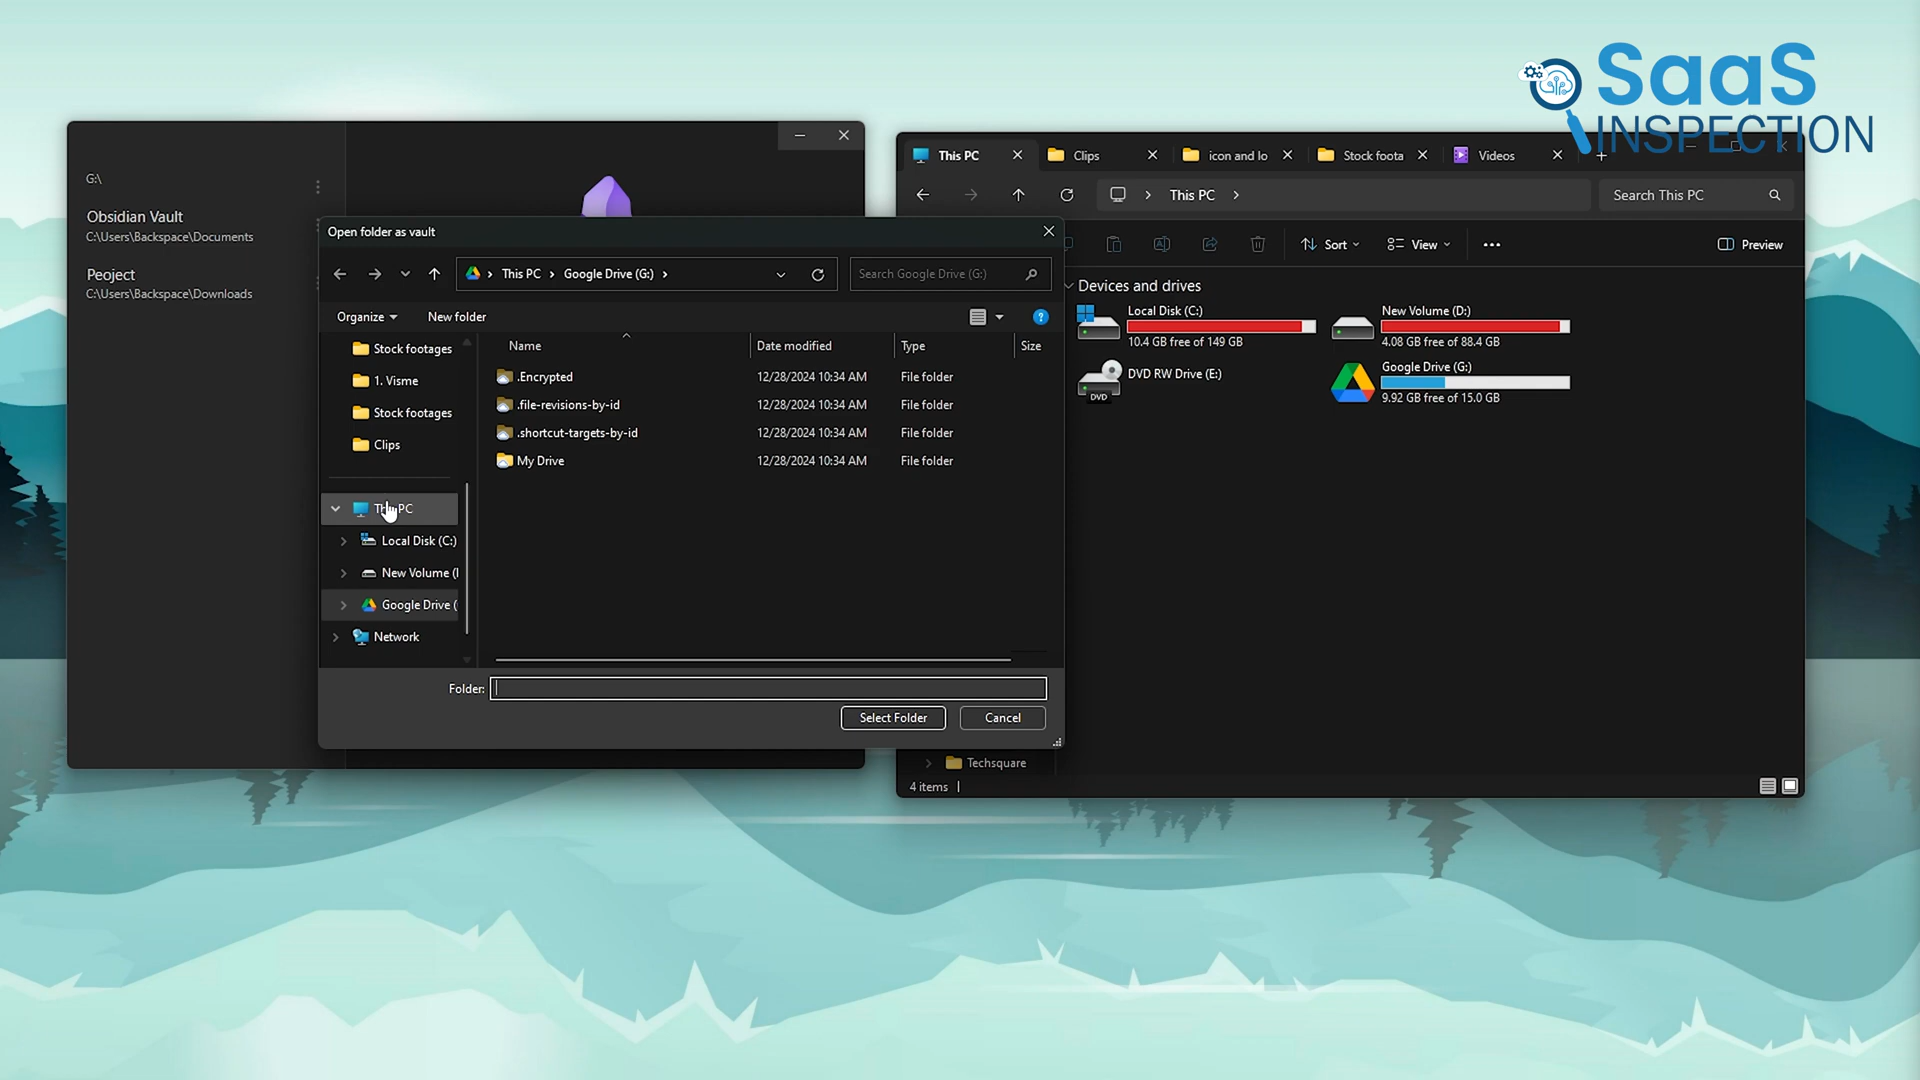 SaaS
INSPECTION
G:\
Obsidian Vault
C:\Users\Backspace\Documents
Peoject
C:\Users\Backspace\Downloads
Open folder as vault
This PC
Google Drive (G:)
Search Google Drive (G:)
Organize
New folder
Stock footages
1. Visme
Stock footages
Clips
This PC
Local Disk (C:)
New Volume (
Google Drive (
Network
Name
Date modified
Type
Size
.Encrypted
12/28/2024 10:34 AM
File folder
.file-revisions-by-id
12/28/2024 10:34 AM
File folder
.shortcut-targets-by-id
12/28/2024 10:34 AM
File folder
My Drive
12/28/2024 10:34 AM
File folder
Folder:
Select Folder
Cancel
This PC
Clips
icon and lo
Stock foota
Videos
This PC
Search This PC
Sort
View
Preview
Devices and drives
Local Disk (C:)
10.4 GB free of 149 GB
New Volume (D:)
4.08 GB free of 88.4 GB
DVD RW Drive (E:)
DVD
Google Drive (G:)
9.92 GB free of 15.0 GB
Techsquare
4 items